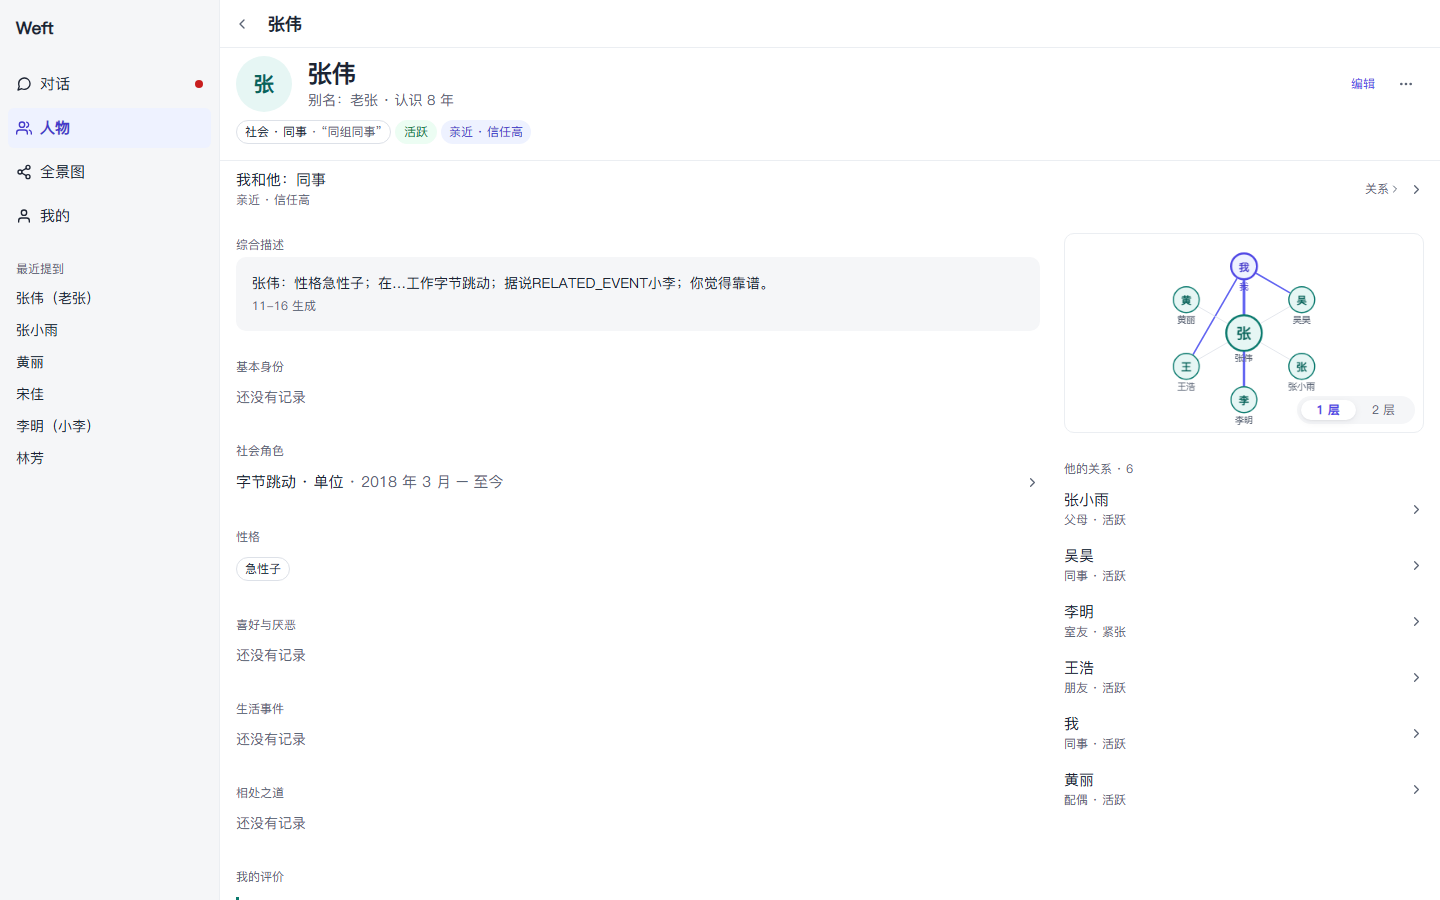 Weft
对话
人物
全景图
我的
最近提到
张伟（老张）
张小雨
黄丽
宋佳
李明（小李）
林芳
张伟
张
张伟
别名：老张 · 认识 8 年
编辑
社会 · 同事 · “同组同事”
活跃
亲近 · 信任高
我和他：同事
亲近 · 信任高
关系
综合描述
张伟：性格急性子；在…工作字节跳动；据说RELATED_EVENT小李；你觉得靠谱。
11-16 生成
基本身份
还没有记录
社会角色
字节跳动 · 单位 · 2018 年 3 月 — 至今
性格
急性子
喜好与厌恶
还没有记录
生活事件
还没有记录
相处之道
还没有记录
我的评价
我
我
黄
黄丽
吴
吴昊
张
张伟
王
王浩
张
张小雨
李
李明
1 层
2 层
他的关系 · 6
张小雨
父母 · 活跃
吴昊
同事 · 活跃
李明
室友 · 紧张
王浩
朋友 · 活跃
我
同事 · 活跃
黄丽
配偶 · 活跃